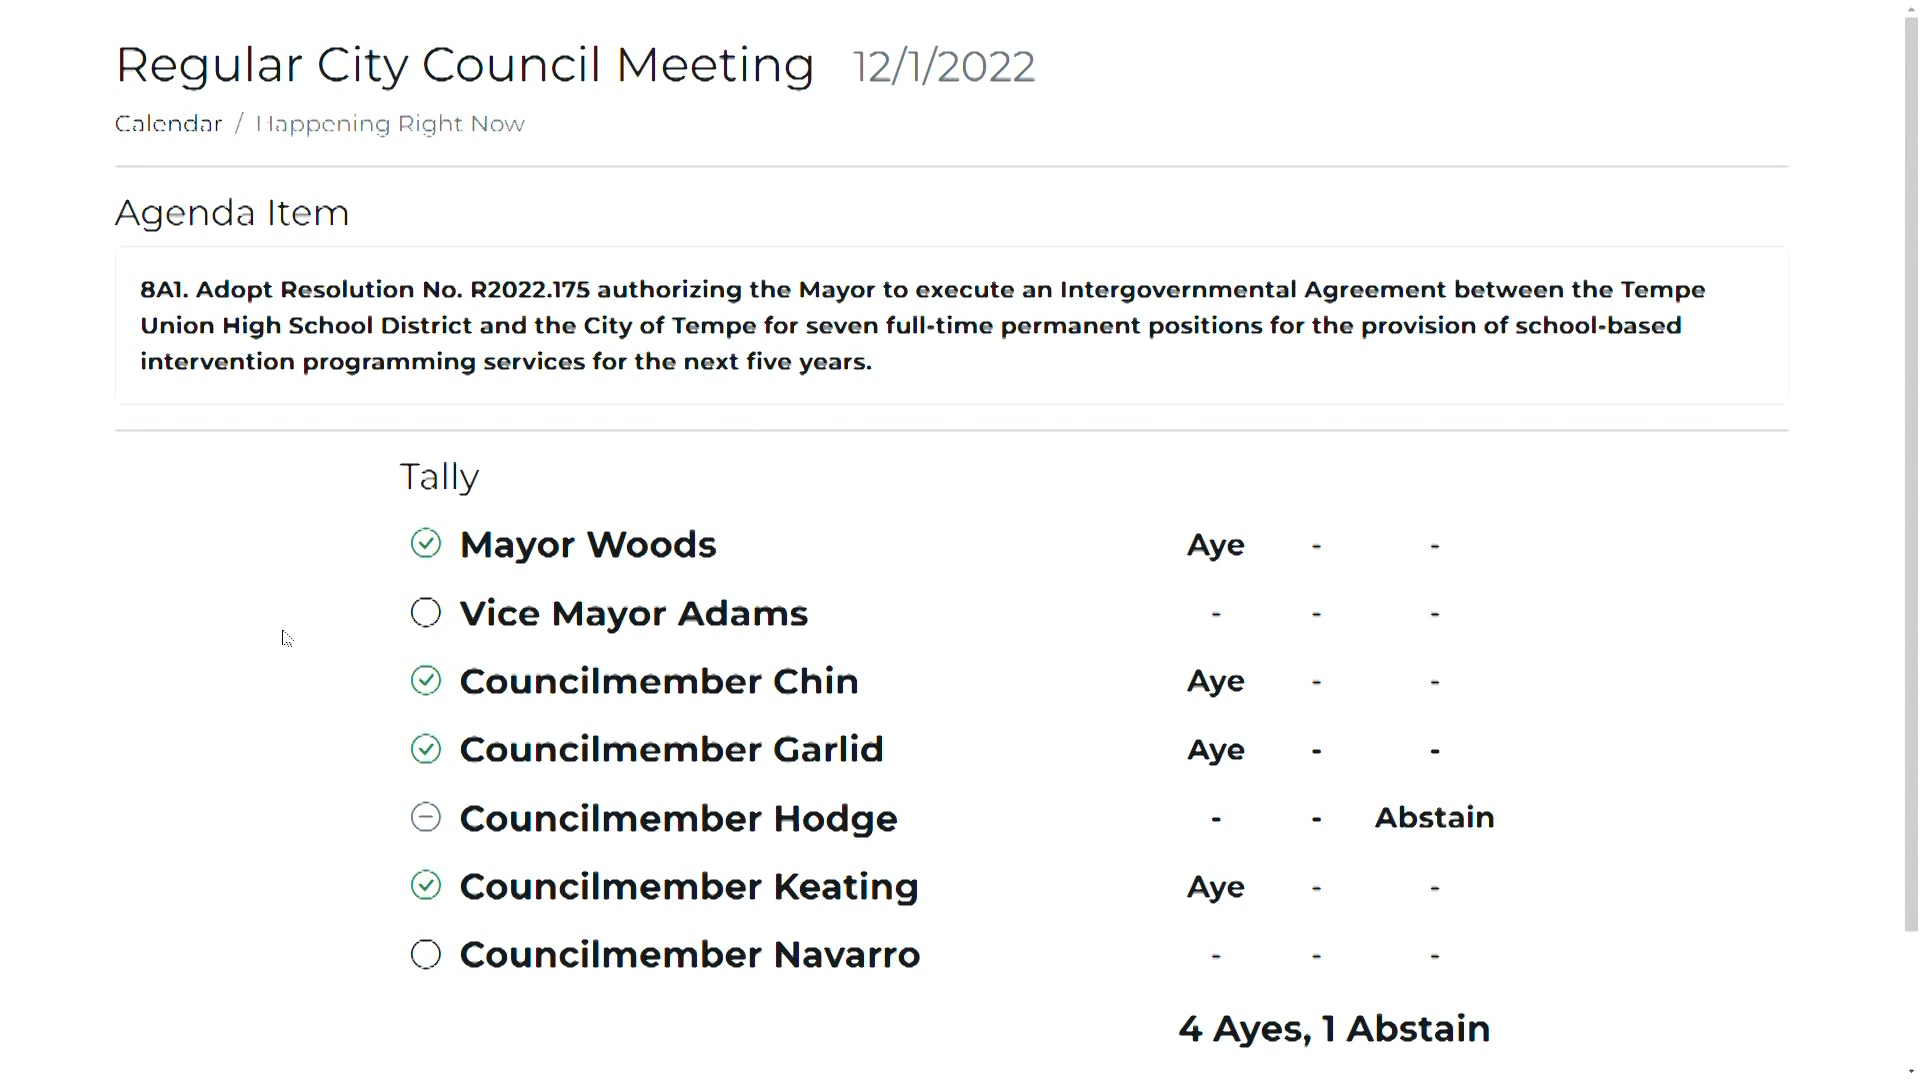 Regular City Council Meeting 12/1/2022
Calendar / Happening Right Now
Agenda Item
8A1. Adopt Resolution No. R2022.175 authorizing the Mayor to execute an Intergovernmental Agreement between the Tempe
Union High School District and the City of Tempe for seven full-time permanent positions for the provision of school-based
intervention programming services for the next five years.
Tally
Mayor Woods Aye - -
Vice Mayor Adams - - -
Councilmember Chin Aye - -
Councilmember Garlid Aye - -
Councilmember Hodge - - Abstain
Councilmember Keating Aye - -
Councilmember Navarro - - -
4 Ayes, 1 Abstain